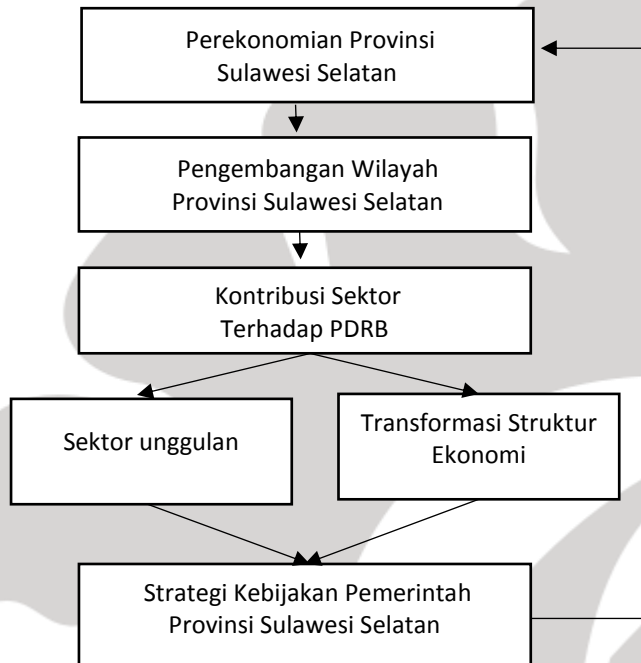 Perekonomian Provinsi
Sulawesi Selatan
Pengembangan Wilayah
Provinsi Sulawesi Selatan
Kontribusi Sektor
Terhadap PDRB
Sektor unggulan
Transformasi Struktur
Ekonomi
Strategi Kebijakan Pemerintah
Provinsi Sulawesi Selatan